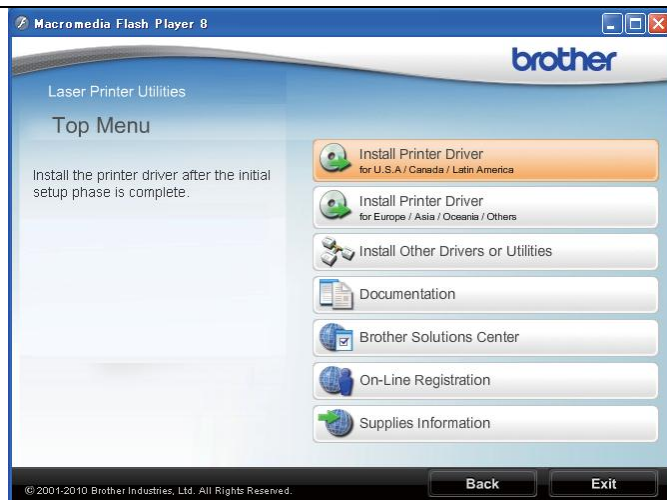 Macromedia Flash Player 8
brother
Laser Printer Utilities
Top Menu
Install the printer driver after the initial
setup phase is complete.
Install Printer Driver
for U.S.A / Canada / Latin America
Install Printer Driver
for Europe / Asia / Oceania / Others
Install Other Drivers or Utilities
Documentation
Brother Solutions Center
On-Line Registration
Supplies Information
© 2001-2010 Brother Industries, Ltd. All Rights Reserved.
Back
Exit